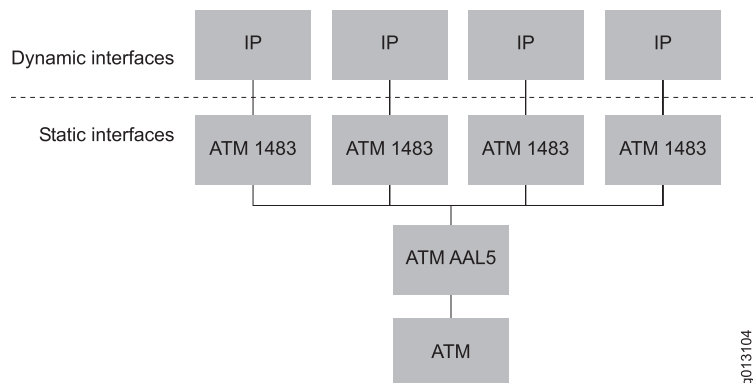 Dynamic interfaces
IP
IP
IP
IP
Static interfaces
ATM 1483
ATM 1483
ATM 1483
ATM 1483
ATM AAL5
ATM
g013104